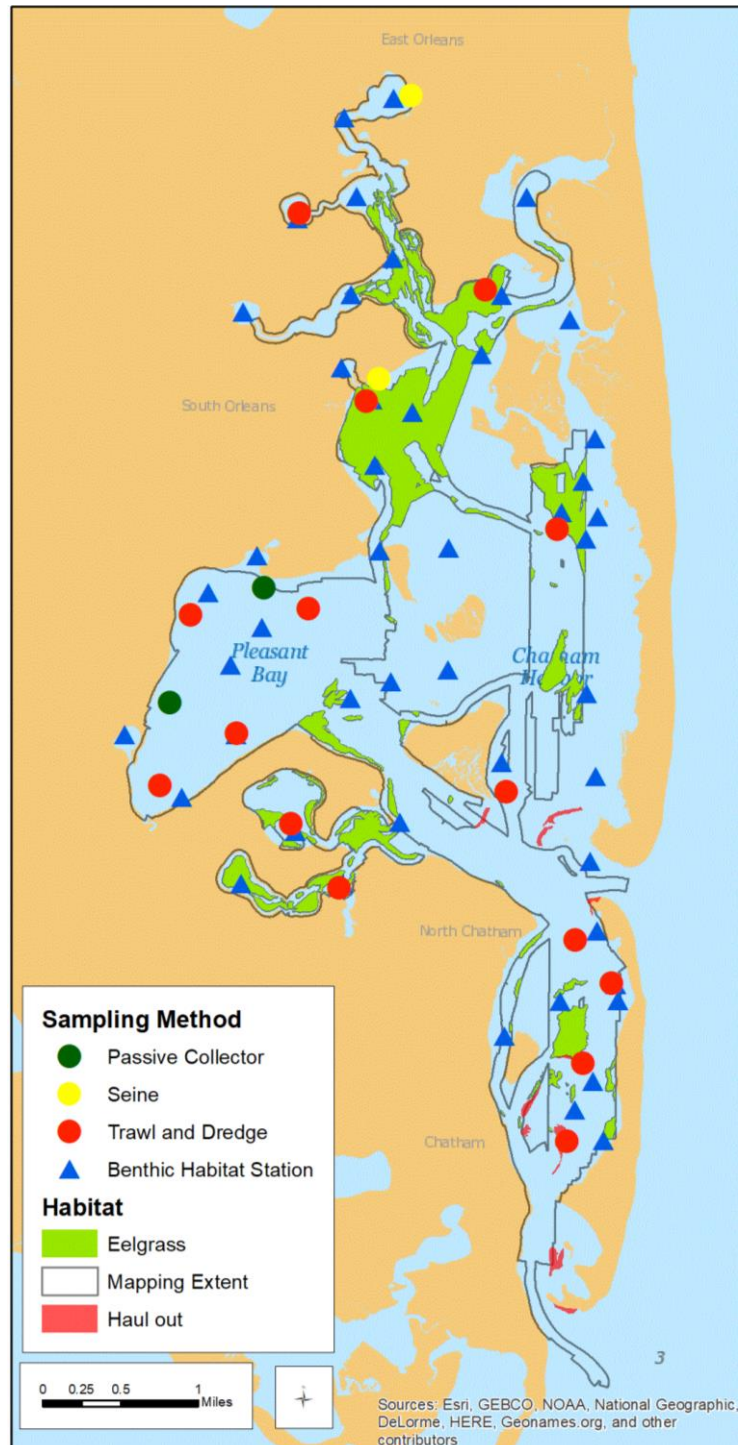 East Orleans
South Orleans
Pleasant
Bay
Chatham
Harbor
North Chatham
Chatham
Sampling Method
Passive Collector
Seine
Trawl and Dredge
Benthic Habitat Station
Habitat
Eelgrass
Mapping Extent
Haul out
0 0.25 0.5 1
Miles
3
Sources: Esri, GEBCO, NOAA, National Geographic,
DeLorme, HERE, Geonames.org, and other
contributors